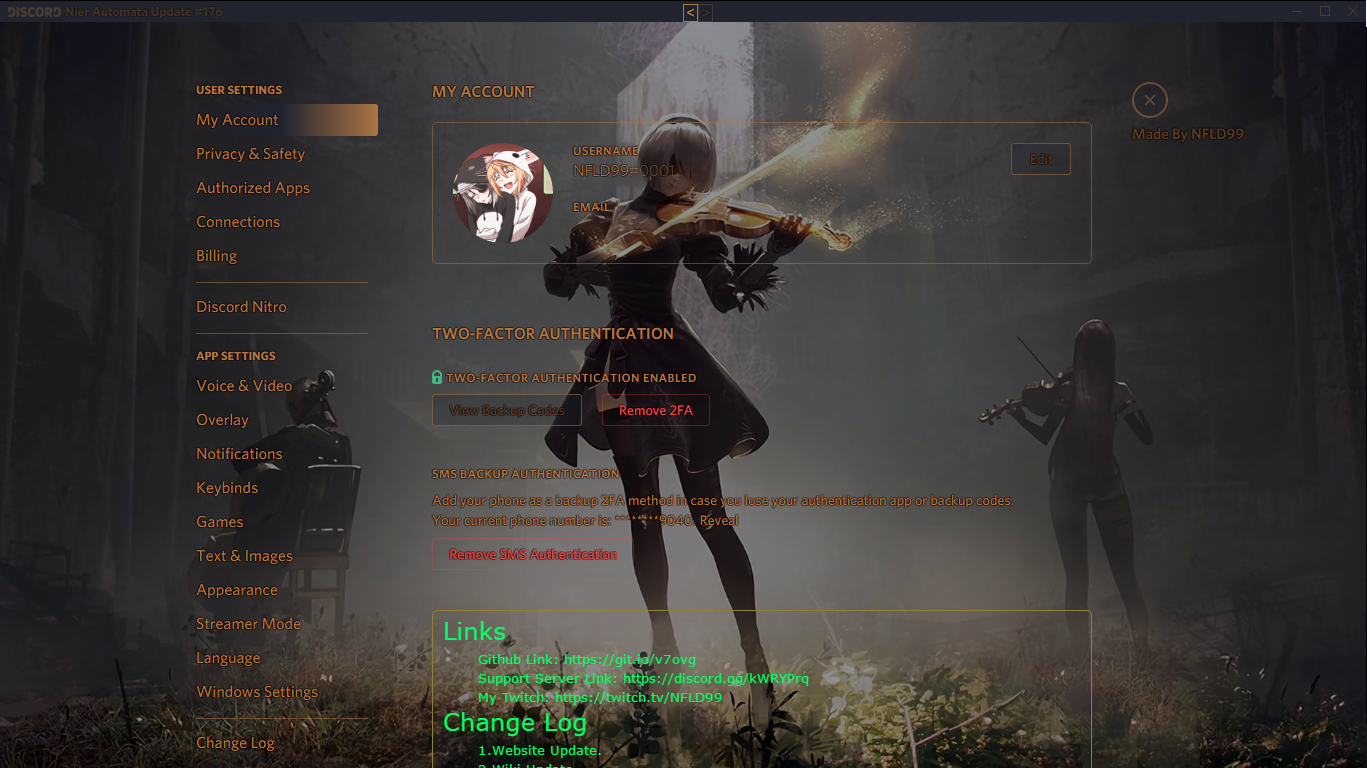 DISCORD Nier Automata Update #176
< >
USER SETTINGS
My Account
Privacy & Safety
Authorized Apps
Connections
Billing
Discord Nitro
APP SETTINGS
Voice & Video
Overlay
Notifications
Keybinds
Games
Text & Images
Appearance
Streamer Mode
Language
Windows Settings
Change Log
MY ACCOUNT
USERNAME
NFLD99#0001
EMAIL
Edit
TWO-FACTOR AUTHENTICATION
TWO-FACTOR AUTHENTICATION ENABLED
View Backup Codes
Remove 2FA
SMS BACKUP AUTHENTICATION
Add your phone as a backup 2FA method in case you lose your authentication app or backup codes.
Your current phone number is: ********9040. Reveal
Remove SMS Authentication
Links
Github Link: https://git.io/v7ovg
Support Server Link: https://discord.gg/kWRYPrq
My Twitch: https://twitch.tv/NFLD99
Change Log
1.Website Update.
2.Wiki Update.
Made By NFLD99